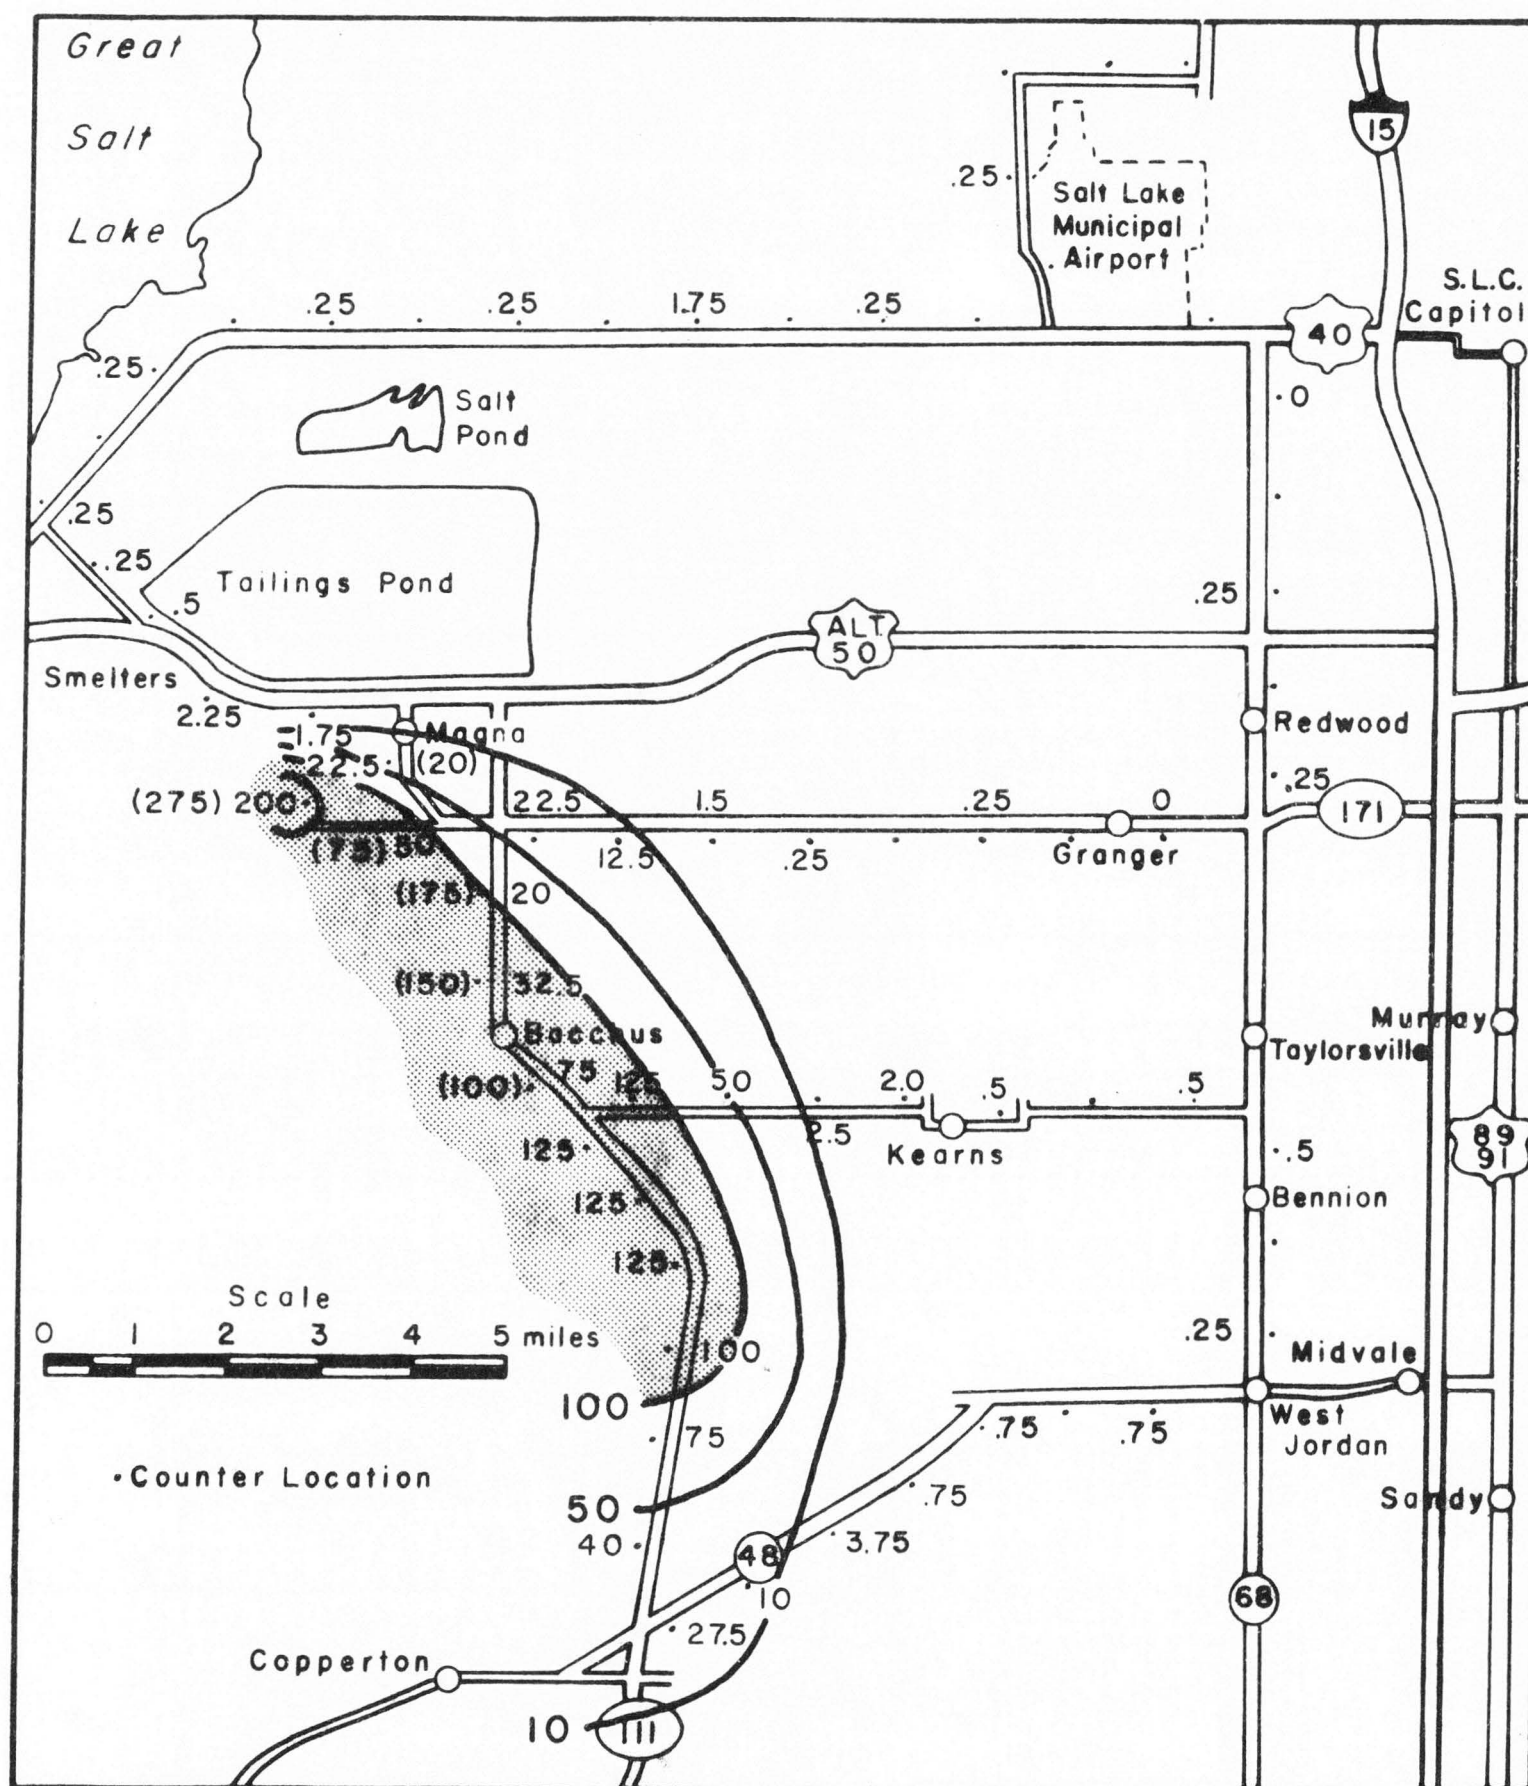 Great
Salt
Lake
15
.25
Salt Lake
Municipal
Airport
S.L.C.
Capitol
.25
.25
1.75
.25
40
.25
Salt
Pond
0
.25
.25
Tailings Pond
.5
.25
ALT.
50
Smelters
2.25
Redwood
1.75
Magna
22.5
(20)
.25
(275) 200
22.5
1.5
.25
0
171
(75) 50
12.5
.25
Granger
(175)
20
(150)
32.5
Bacchus
Murray
Taylorsville
75
(100)
125
50
2.0
.5
.5
2.5
Kearns
125
.5
89
91
125
Bennion
125
Scale
0 1 2 3 4 5 miles
.25
Midvale
100
100
West
Jordan
75
.75
.75
Counter Location
50
.75
Sandy
40
3.75
48
10
68
27.5
Copperton
10
111